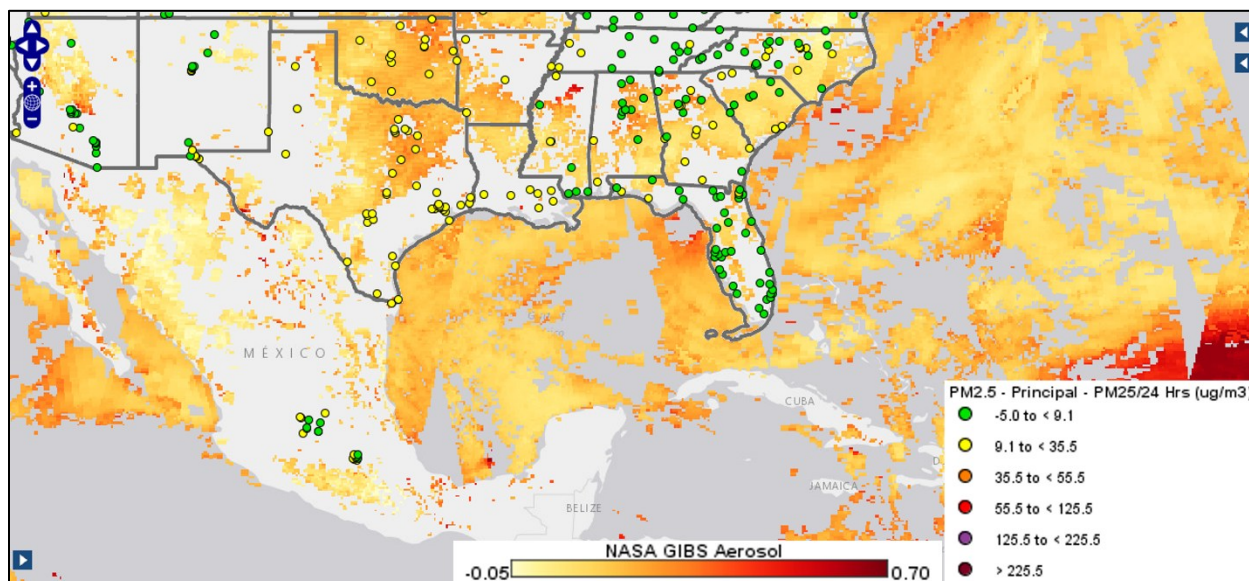 MÉXICO
CUBA
JAMAICA
BELIZE
PM2.5 - Principal - PM25/24 Hrs (ug/m3)
-5.0 to < 9.1
9.1 to < 35.5
35.5 to < 55.5
55.5 to < 125.5
125.5 to < 225.5
> 225.5
NASA GIBS Aerosol
-0.05
0.70